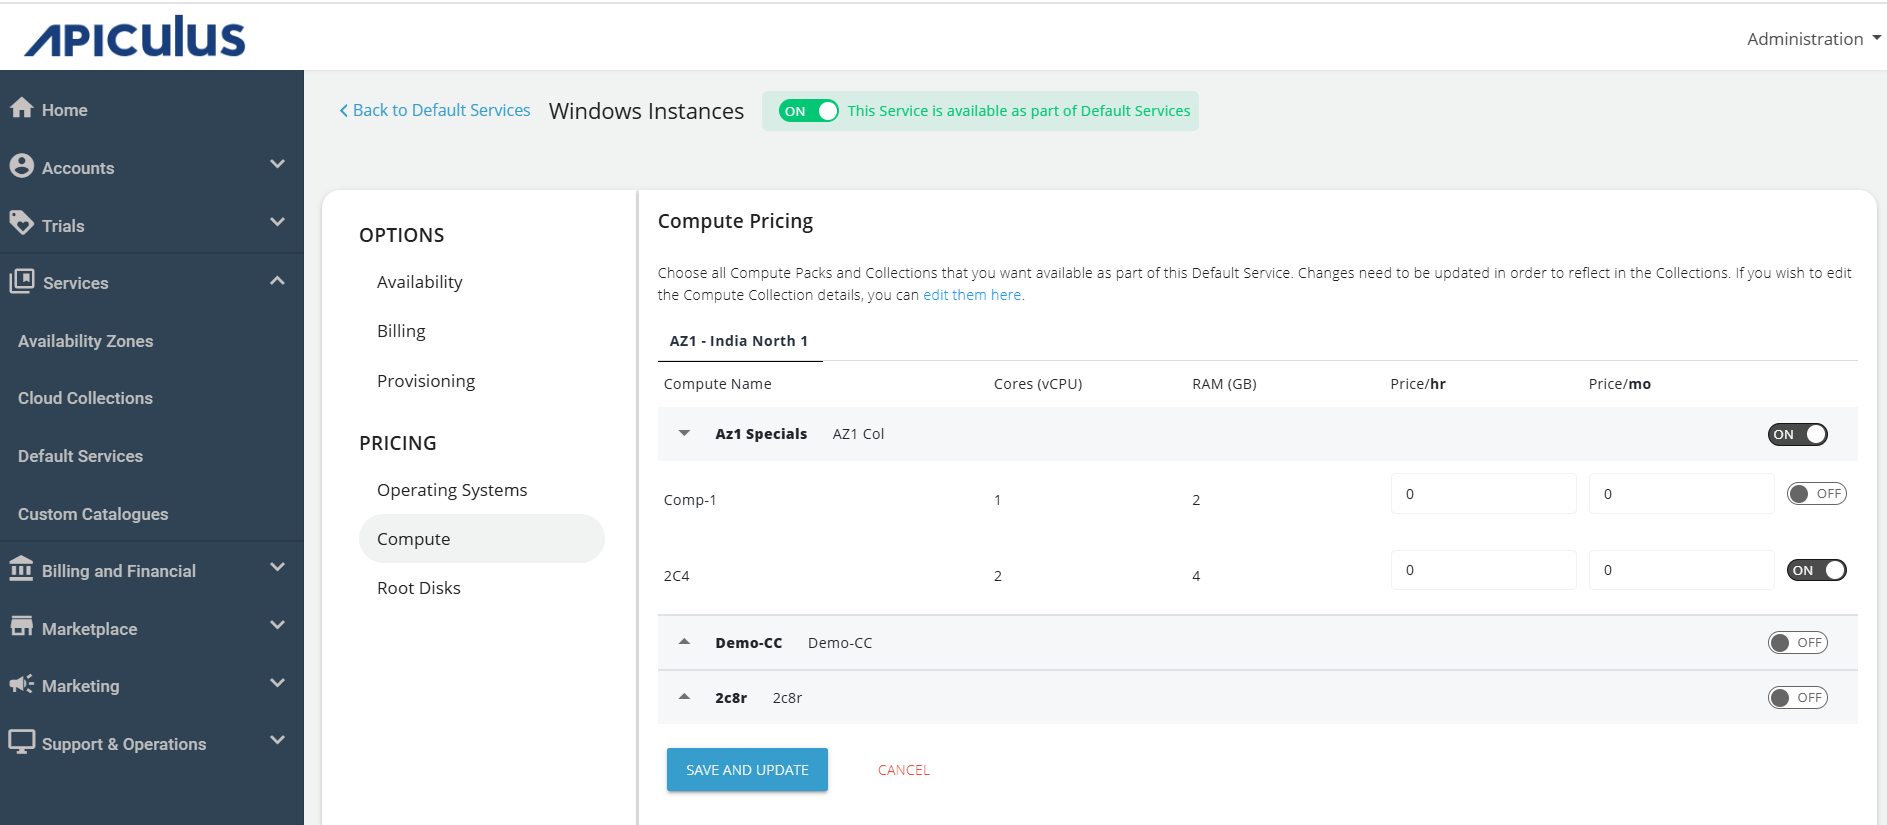 APICULUS
Administration
Home
Accounts
Trials
Services
Availability Zones
Cloud Collections
Default Services
Custom Catalogues
Billing and Financial
Marketplace
Marketing
Support & Operations
Back to Default Services Windows Instances ON This Service is available as part of Default Services
OPTIONS
Availability
Billing
Provisioning
PRICING
Operating Systems
Compute
Root Disks
Compute Pricing
Choose all Compute Packs and Collections that you want available as part of this Default Service. Changes need to be updated in order to reflect in the Collections. If you wish to edit
the Compute Collection details, you can edit them here.
AZ1 - India North 1
Compute Name Cores (vCPU) RAM (GB) Price/hr Price/mo
Az1 Specials AZ1 Col ON
Comp-1 1 2 0 0 OFF
2C4 2 4 0 0 ON
Demo-CC Demo-CC OFF
2c8r 2c8r OFF
SAVE AND UPDATE CANCEL